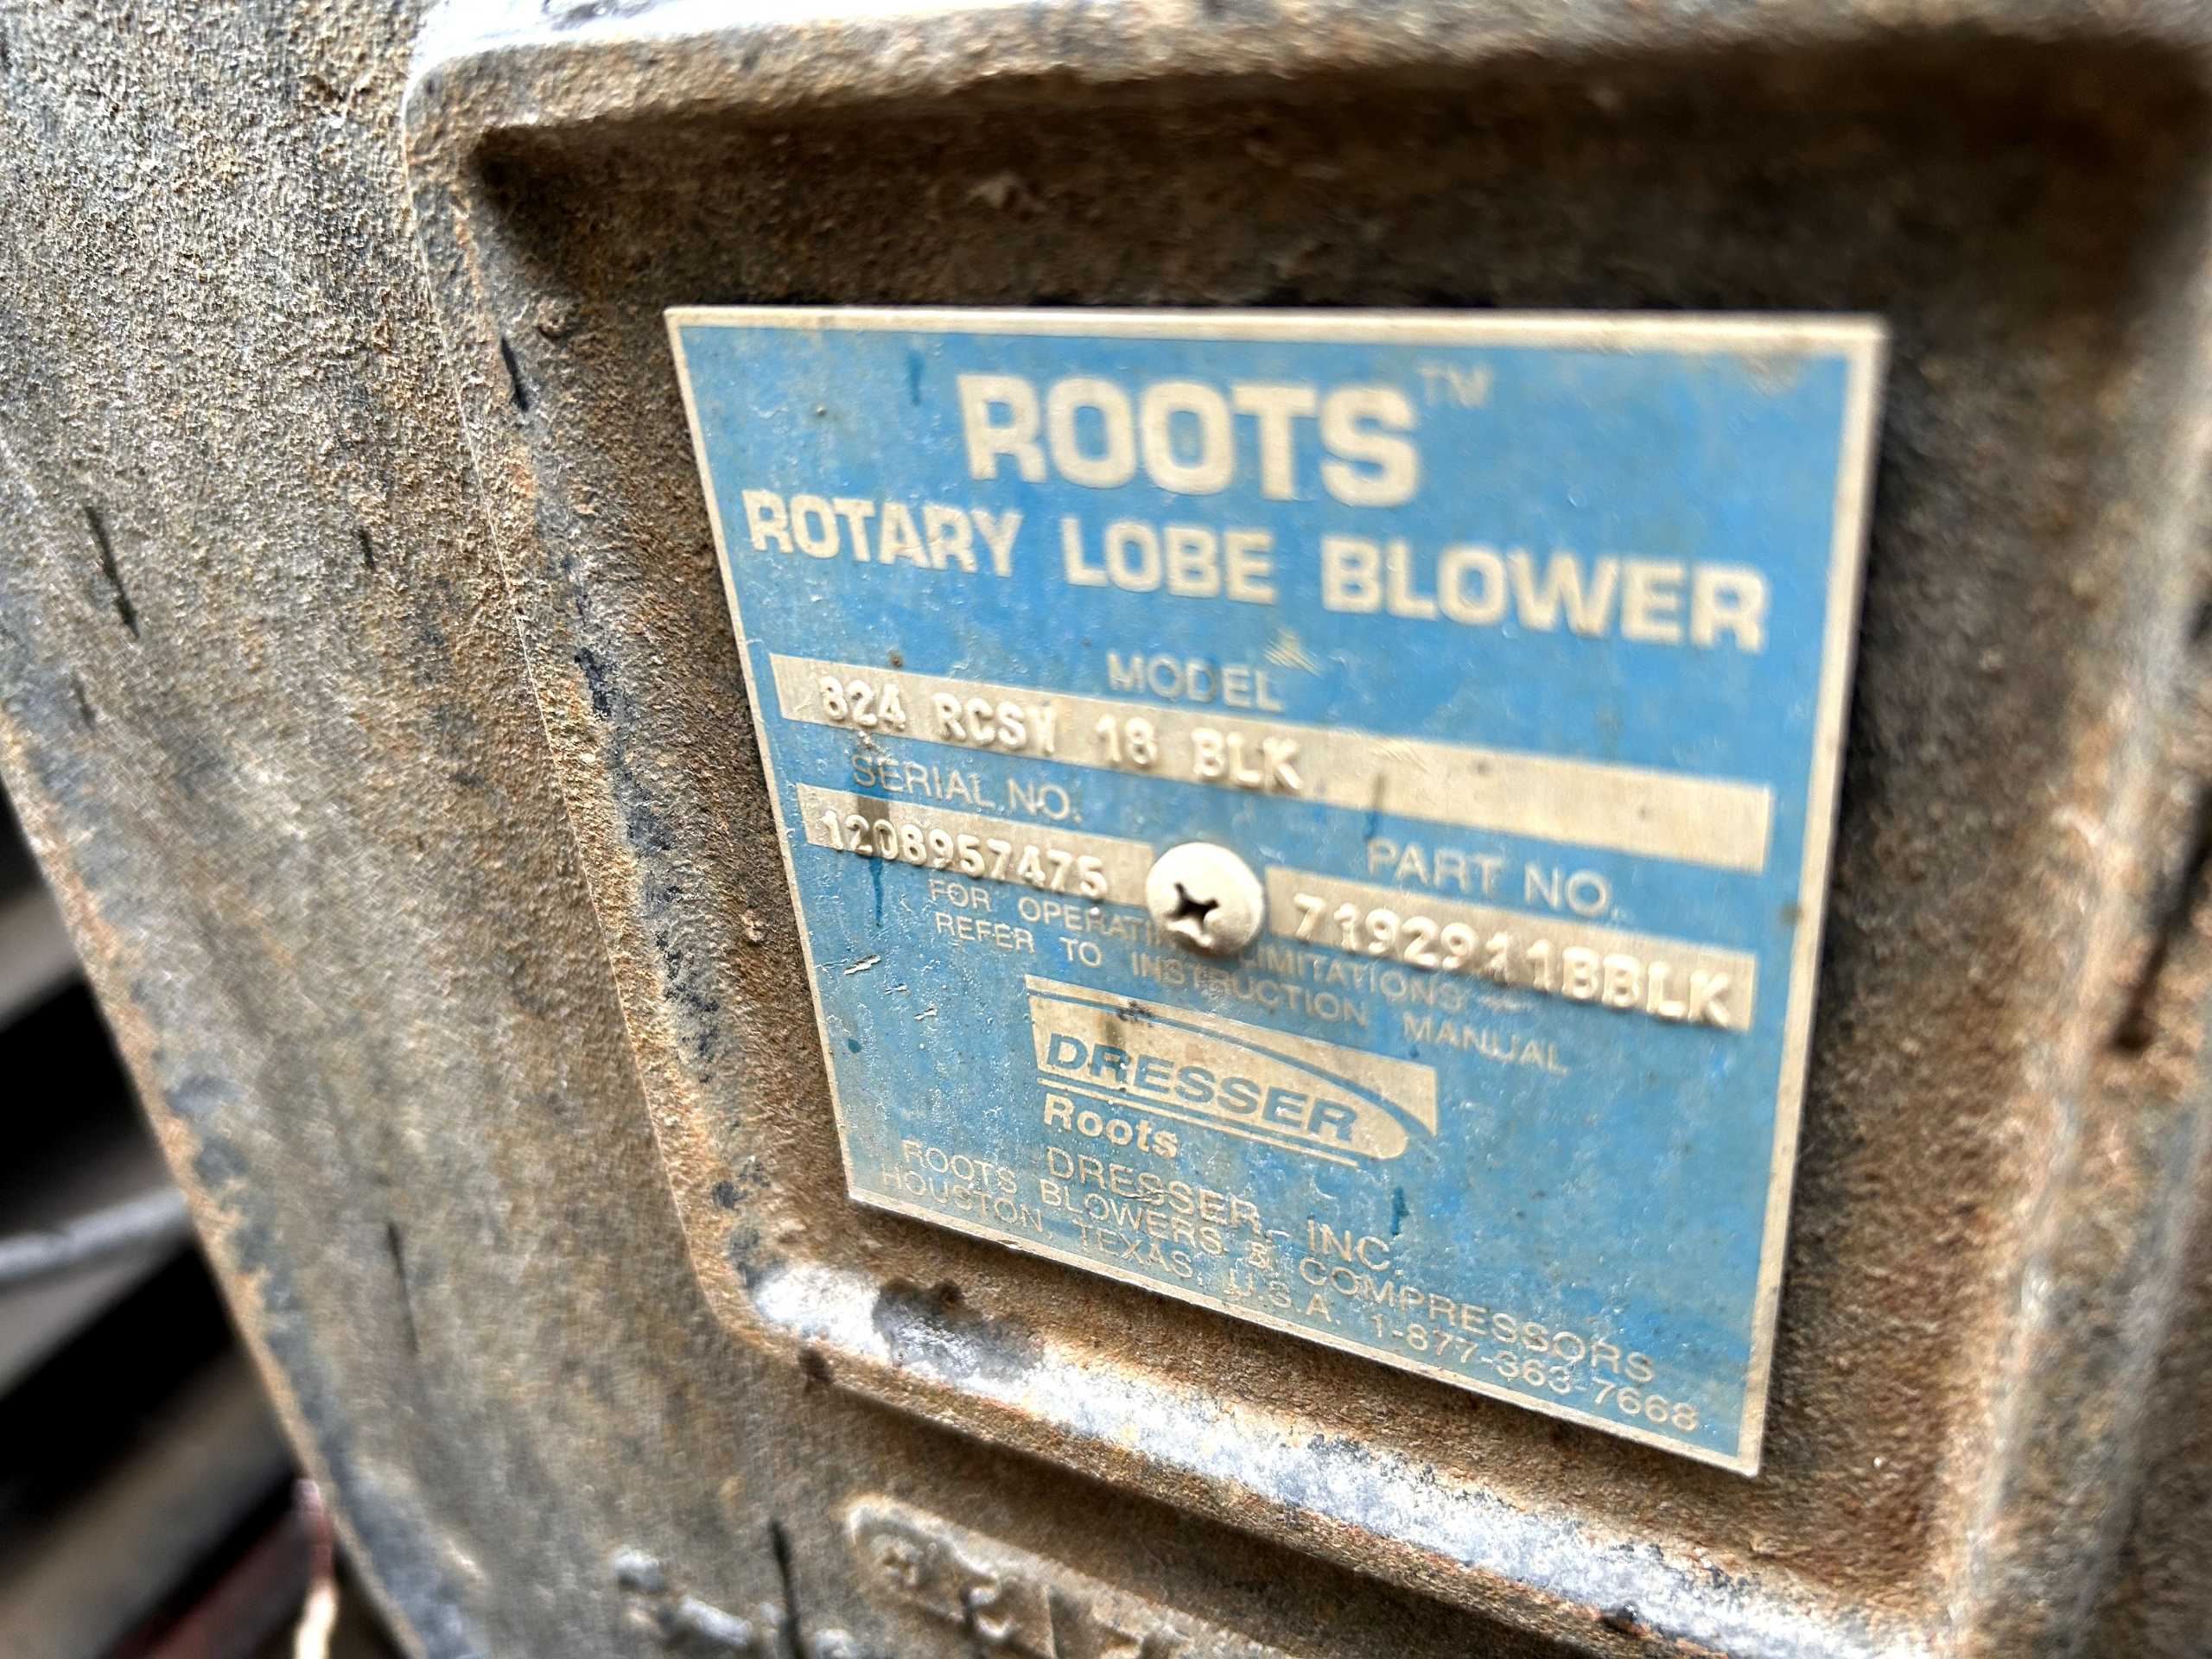 ROOTS™
ROTARY LOBE BLOWER
MODEL
824 RCSV 18 BLK
SERIAL NO.
PART NO.
1208957475
7192911BBLK
FOR OPERATING LIMITATIONS
REFER TO INSTRUCTION MANUAL
DRESSER
Roots
DRESSER, INC.
ROOTS BLOWERS & COMPRESSORS
HOUSTON, TEXAS, U.S.A. 1-877-363-7668